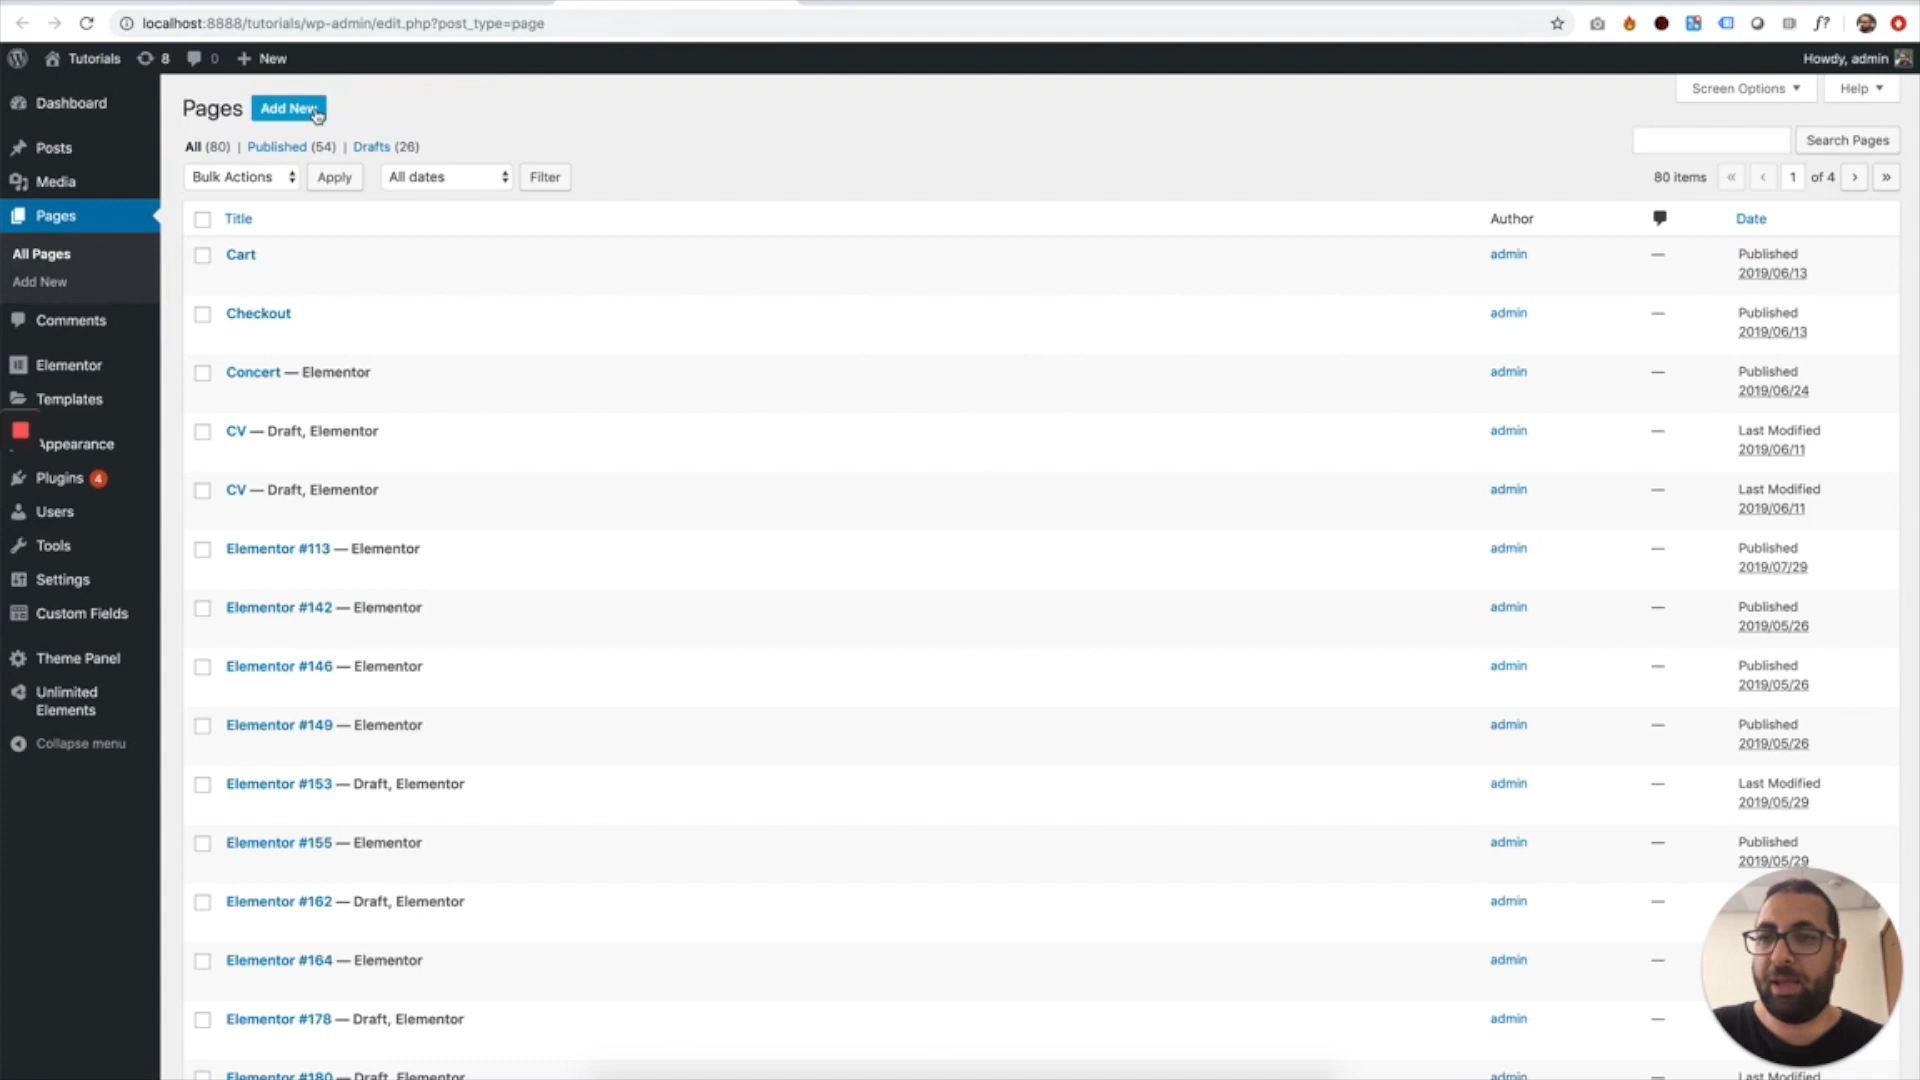 localhost:8888/tutorials/wp-admin/edit.php?post_type=page
f?
Tutorials 8 0 New
Howdy, admin
Dashboard
Posts
Media
Pages
All Pages
Add New
Comments
Elementor
Templates
Appearance
Plugins 4
Users
Tools
Settings
Custom Fields
Theme Panel
Unlimited
Elements
Collapse menu
Pages Add New
Screen Options Help
All (80) | Published (54) | Drafts (26)
Search Pages
Bulk Actions Apply All dates Filter
80 items « ‹ 1 of 4 › »
Title Author Date
Cart admin — Published
2019/06/13
Checkout admin — Published
2019/06/13
Concert — Elementor admin — Published
2019/06/24
CV — Draft, Elementor admin — Last Modified
2019/06/11
CV — Draft, Elementor admin — Last Modified
2019/06/11
Elementor #113 — Elementor admin — Published
2019/07/29
Elementor #142 — Elementor admin — Published
2019/05/26
Elementor #146 — Elementor admin — Published
2019/05/26
Elementor #149 — Elementor admin — Published
2019/05/26
Elementor #153 — Draft, Elementor admin — Last Modified
2019/05/29
Elementor #155 — Elementor admin — Published
2019/05/29
Elementor #162 — Draft, Elementor admin —
Elementor #164 — Elementor admin —
Elementor #178 — Draft, Elementor admin —
Elementor #180 — Draft, Elementor admin — Last Modified